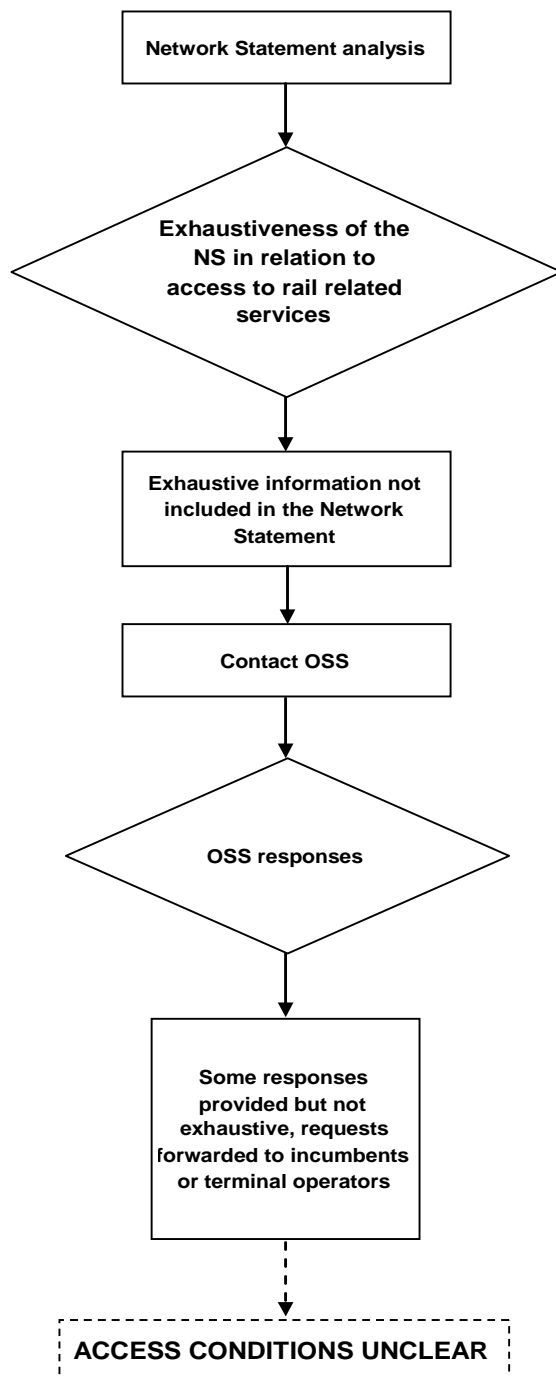 Network Statement analysis
Exhaustiveness of the
NS in relation to
access to rail related
services
Exhaustive information not
included in the Network
Statement
Contact OSS
OSS responses
Some responses
provided but not
exhaustive, requests
forwarded to incumbents
or terminal operators
ACCESS CONDITIONS UNCLEAR